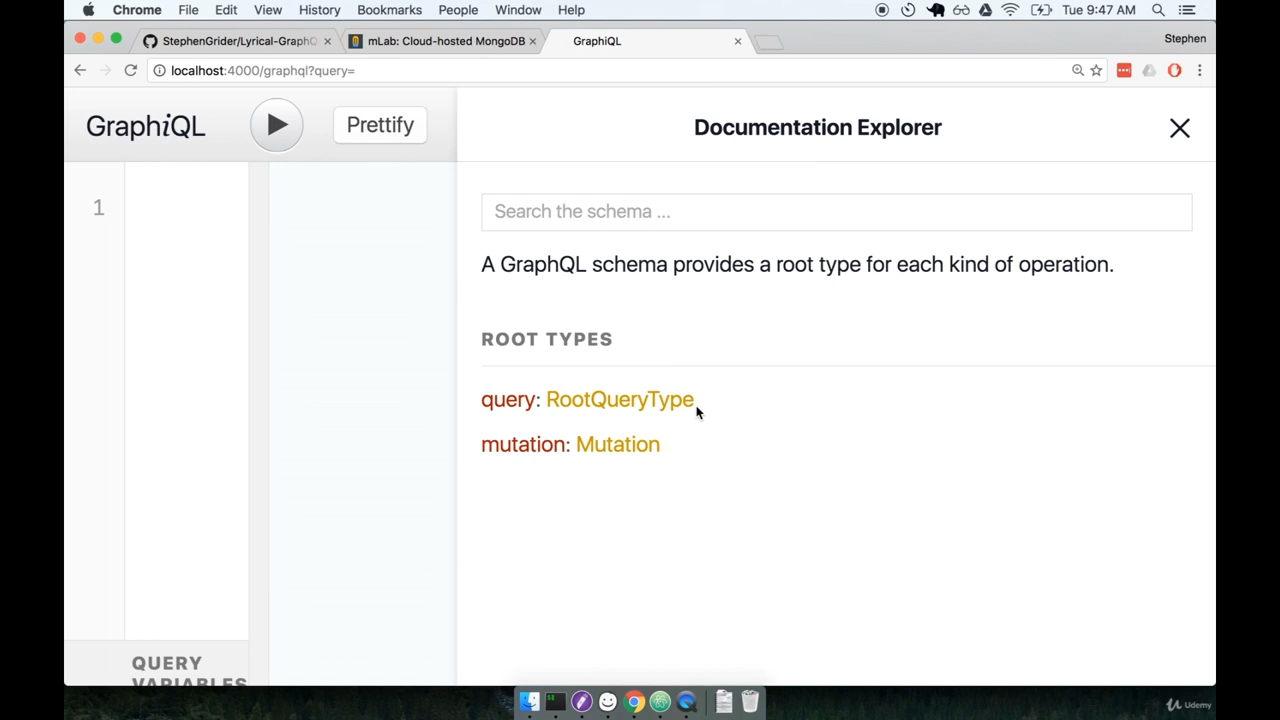 Chrome File Edit View History Bookmarks People Window Help Tue 9:47 AM
StephenGrider/Lyrical-GraphQ mLab: Cloud-hosted MongoDB GraphiQL Stephen
localhost:4000/graphql?query=
GraphiQL Prettify Documentation Explorer
1
Search the schema ...
A GraphQL schema provides a root type for each kind of operation.
ROOT TYPES
query: RootQueryType
mutation: Mutation
QUERY
VARIABLES
Udemy